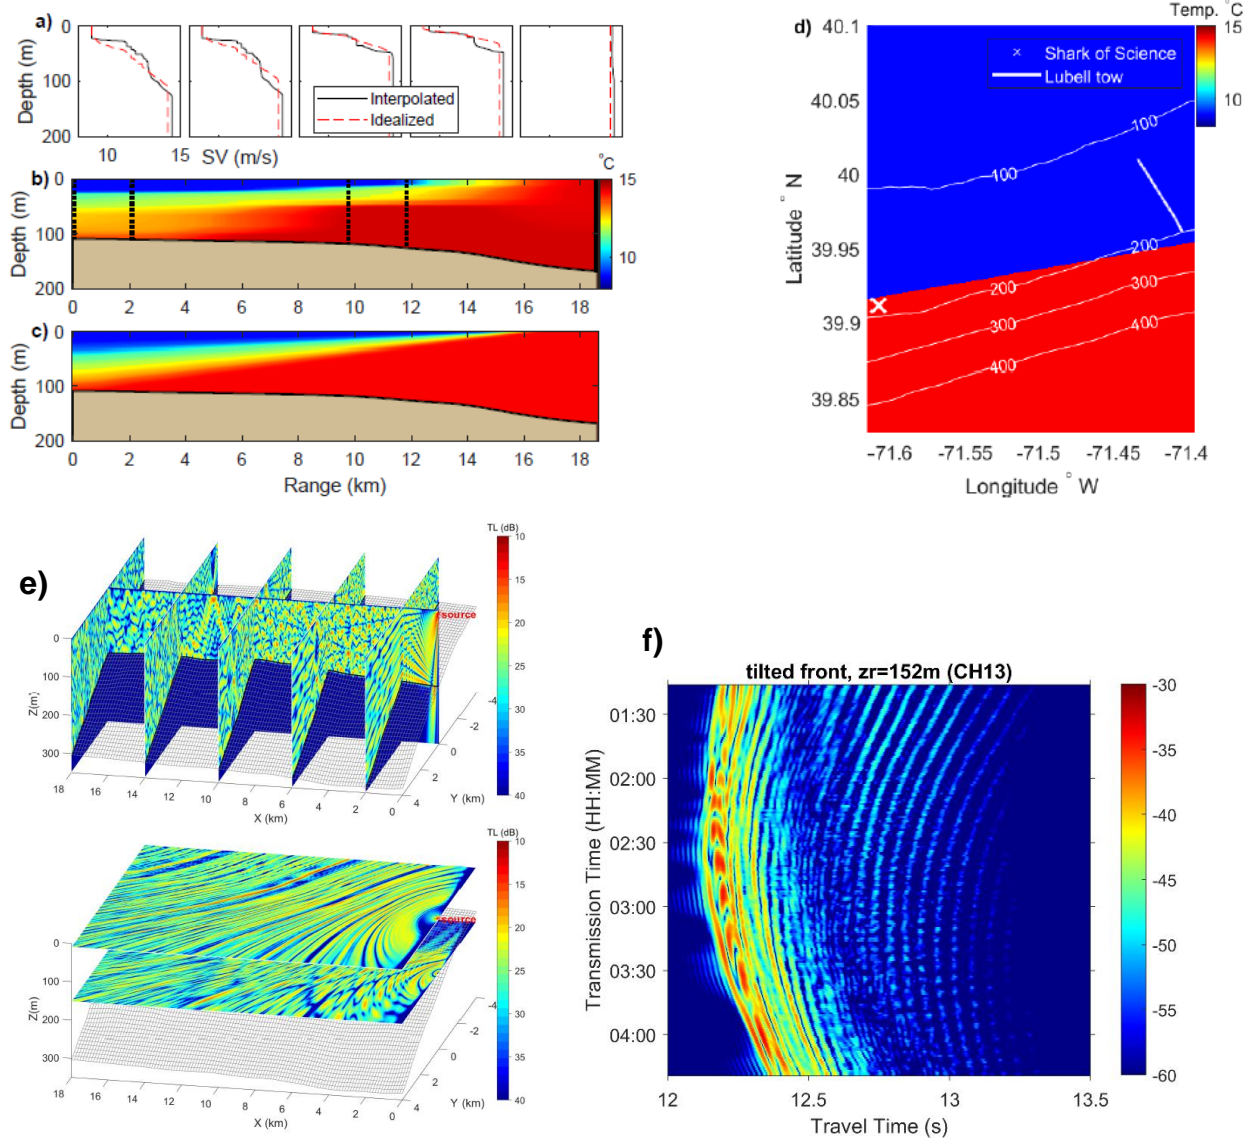 a)
0
100
200
Depth (m)
Interpolated
Idealized
10
15
SV (m/s)
°C
b)
0
100
200
Depth (m)
15
10
0 2 4 6 8 10 12 14 16 18
c)
0
100
200
Depth (m)
0 2 4 6 8 10 12 14 16 18
Range (km)
Temp. °C
d)
40.1
40.05
40
39.95
39.9
39.85
Latitude ° N
Shark of Science
Lubell tow
100
100
200
200
300
300
400
400
15
10
-71.6 -71.55 -71.5 -71.45 -71.4
Longitude ° W
e)
TL (dB)
10
15
20
25
30
35
40
source
0
100
200
300
Z(m)
18 16 14 12 10 8 6 4 2 0
X (km)
-4
-2
0
2
4
Y (km)
TL (dB)
10
15
20
25
30
35
40
source
0
100
200
300
Z(m)
18 16 14 12 10 8 6 4 2 0
X (km)
-4
-2
0
2
4
Y (km)
f)
tilted front, zr=152m (CH13)
01:30
02:00
02:30
03:00
03:30
04:00
Transmission Time (HH:MM)
12 12.5 13 13.5
Travel Time (s)
-30
-35
-40
-45
-50
-55
-60